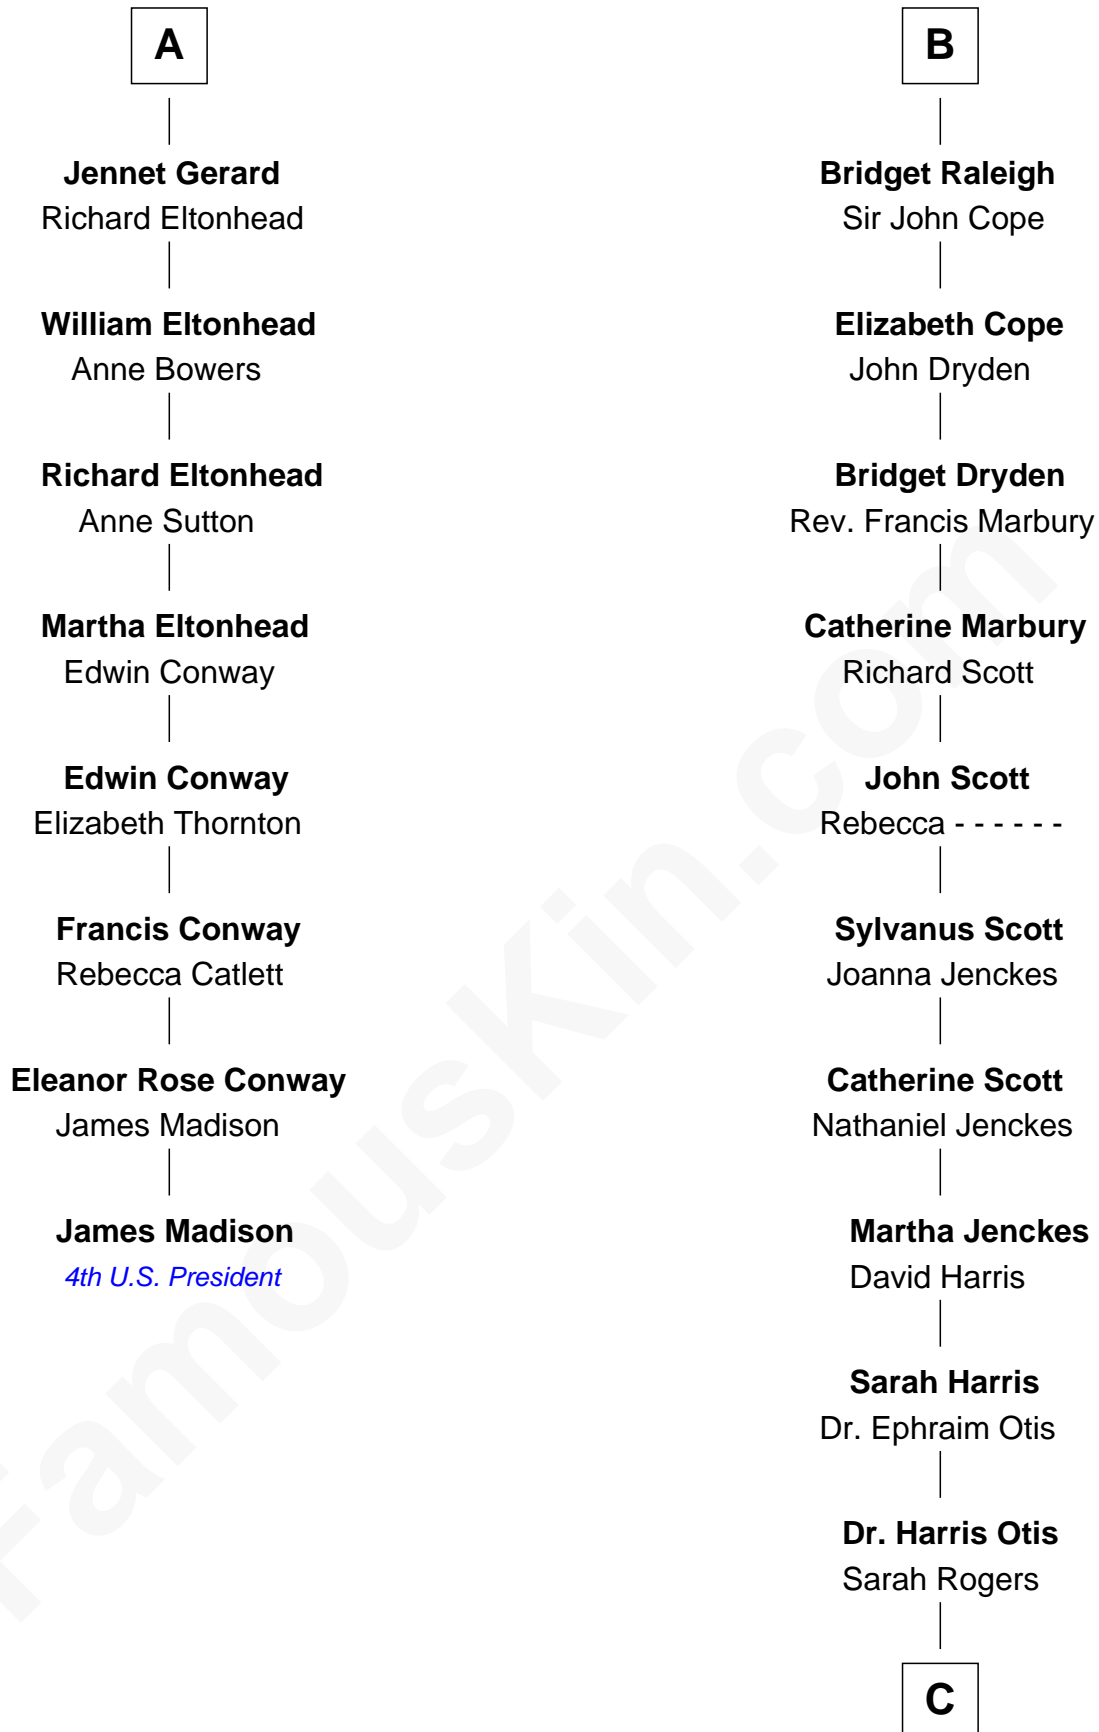 A
Jennet Gerard
Richard Eltonhead
William Eltonhead
Anne Bowers
Richard Eltonhead
Anne Sutton
Martha Eltonhead
Edwin Conway
Edwin Conway
Elizabeth Thornton
Francis Conway
Rebecca Catlett
Eleanor Rose Conway
James Madison
James Madison
4th U.S. President
B
Bridget Raleigh
Sir John Cope
Elizabeth Cope
John Dryden
Bridget Dryden
Rev. Francis Marbury
Catherine Marbury
Richard Scott
John Scott
Rebecca - - - - - -
Sylvanus Scott
Joanna Jenckes
Catherine Scott
Nathaniel Jenckes
Martha Jenckes
David Harris
Sarah Harris
Dr. Ephraim Otis
Dr. Harris Otis
Sarah Rogers
C
FamousKin.com